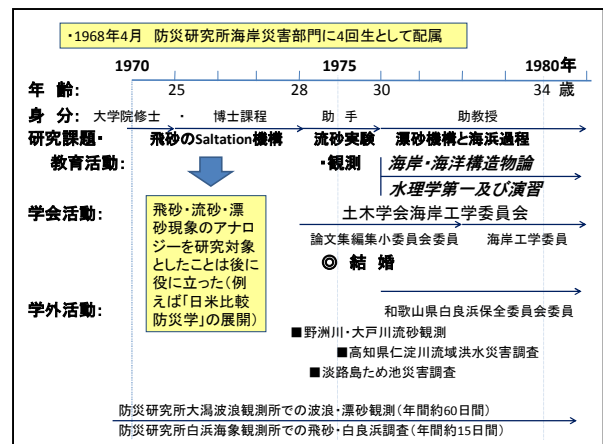 ・1968年4月　防災研究所海岸災害部門に4回生として配属
1970 1975 1980年
年 齢： 25 28 30 34 歳
身 分： 大学院修士 ・ 博士課程 助 手 助教授
研究課題・ 飛砂のSaltation機構 流砂実験 漂砂機構と海浜過程
教育活動： ・観測 海岸・海洋構造物論
水理学第一及び演習
飛砂・流砂・漂
砂現象のアナロ
ジーを研究対象
としたことは後に
役に立った（例
えば「日米比較
防災学」の展開）
学会活動： 土木学会海岸工学委員会
論文集編集小委員会委員 海岸工学委員
◎ 結 婚
学外活動： 和歌山県白良浜保全委員会委員
■野洲川・大戸川流砂観測
■高知県仁淀川流域洪水災害調査
■淡路島ため池災害調査
防災研究所大潟波浪観測所での波浪・漂砂観測（年間約60日間）
防災研究所白浜海象観測所での飛砂・白良浜調査（年間約15日間）